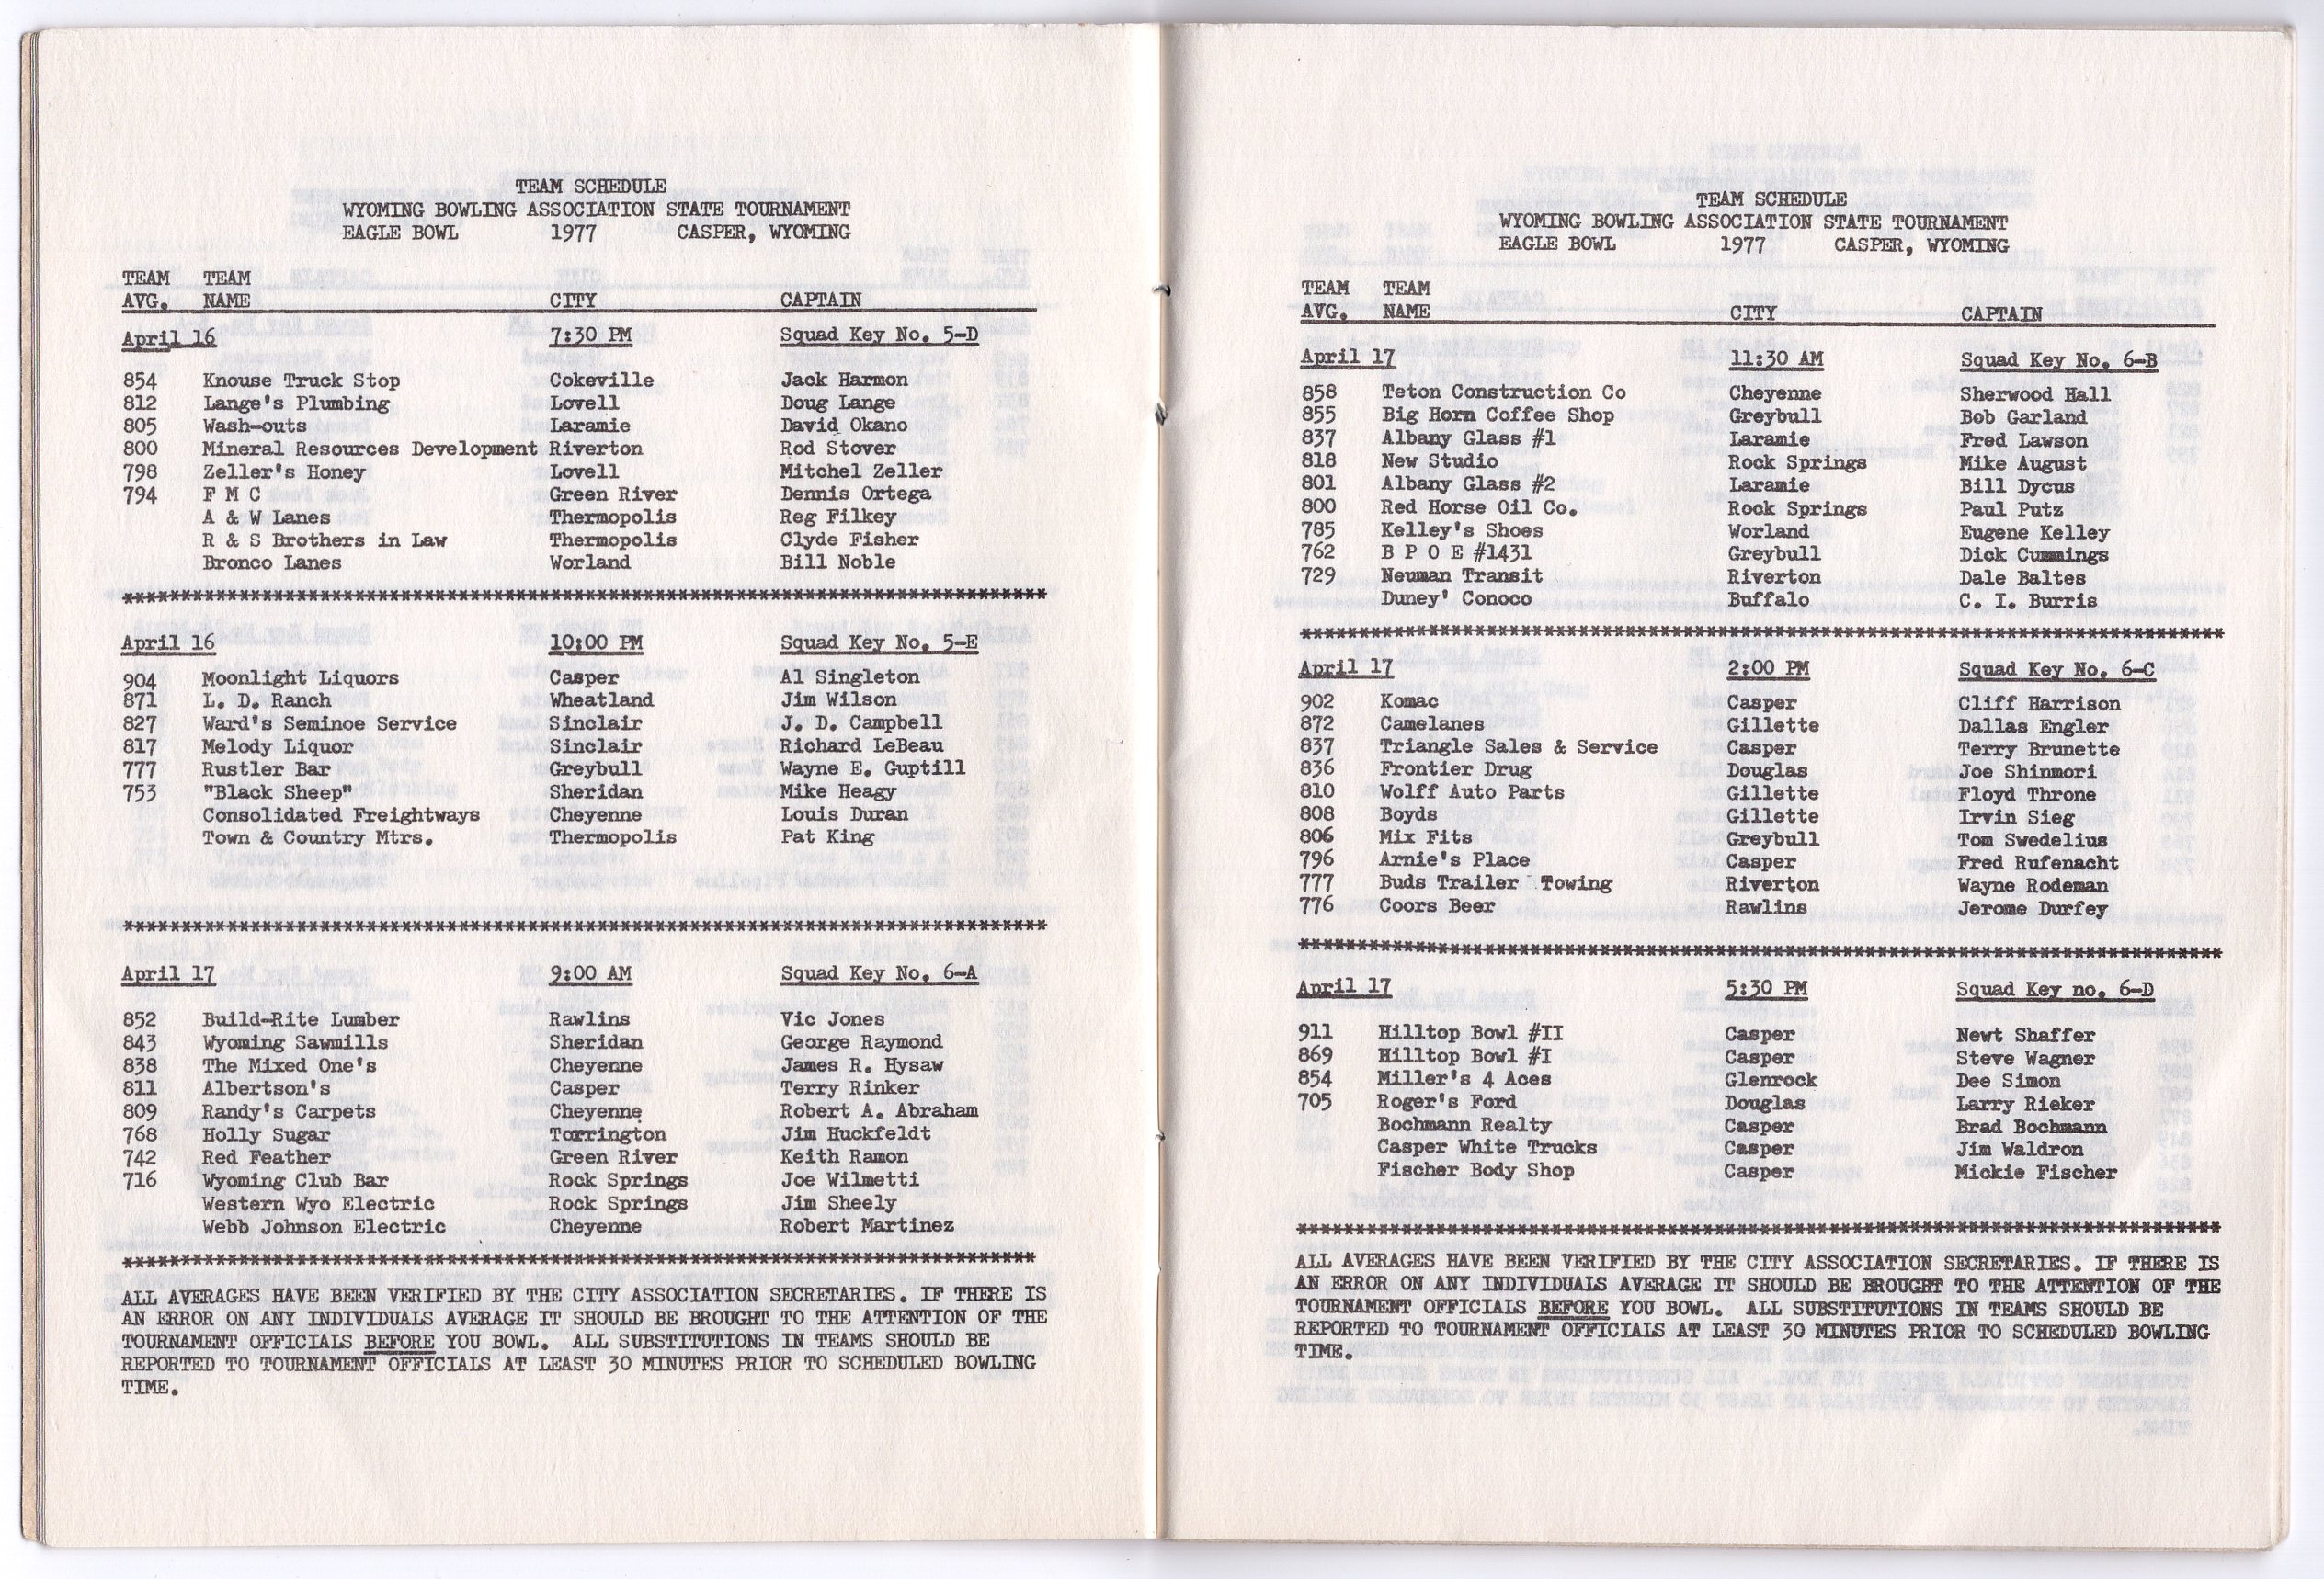 TEAM SCHEDULE
WYOMING BOWLING ASSOCIATION STATE TOURNAMENT
EAGLE BOWL 1977 CASPER, WYOMING
TEAM TEAM
AVG. NAME CITY CAPTAIN
April 16 7:30 PM Squad Key No. 5-D
854 Knouse Truck Stop Cokeville Jack Harmon
812 Lange's Plumbing Lovell Doug Lange
805 Wash-outs Laramie David Okano
800 Mineral Resources Development Riverton Rod Stover
798 Zeller's Honey Lovell Mitchel Zeller
794 F M C Green River Dennis Ortega
A & W Lanes Thermopolis Reg Filkey
R & S Brothers in Law Thermopolis Clyde Fisher
Bronco Lanes Worland Bill Noble
********************************************************************************
April 16 10:00 PM Squad Key No. 5-E
904 Moonlight Liquors Casper Al Singleton
871 L. D. Ranch Wheatland Jim Wilson
827 Ward's Seminoe Service Sinclair J. D. Campbell
817 Melody Liquor Sinclair Richard LeBeau
777 Rustler Bar Greybull Wayne E. Guptill
753 "Black Sheep" Sheridan Mike Heagy
Consolidated Freightways Cheyenne Louis Duran
Town & Country Mtrs. Thermopolis Pat King
********************************************************************************
April 17 9:00 AM Squad Key No. 6-A
852 Build-Rite Lumber Rawlins Vic Jones
843 Wyoming Sawmills Sheridan George Raymond
838 The Mixed One's Cheyenne James R. Hysaw
811 Albertson's Casper Terry Rinker
809 Randy's Carpets Cheyenne Robert A. Abraham
768 Holly Sugar Torrington Jim Huckfeldt
742 Red Feather Green River Keith Ramon
716 Wyoming Club Bar Rock Springs Joe Wilmetti
Western Wyo Electric Rock Springs Jim Sheely
Webb Johnson Electric Cheyenne Robert Martinez
*******************************************************************************
ALL AVERAGES HAVE BEEN VERIFIED BY THE CITY ASSOCIATION SECRETARIES. IF THERE IS
AN ERROR ON ANY INDIVIDUALS AVERAGE IT SHOULD BE BROUGHT TO THE ATTENTION OF THE
TOURNAMENT OFFICIALS BEFORE YOU BOWL. ALL SUBSTITUTIONS IN TEAMS SHOULD BE
REPORTED TO TOURNAMENT OFFICIALS AT LEAST 30 MINUTES PRIOR TO SCHEDULED BOWLING
TIME.
TEAM SCHEDULE
WYOMING BOWLING ASSOCIATION STATE TOURNAMENT
EAGLE BOWL 1977 CASPER, WYOMING
TEAM TEAM
AVG. NAME CITY CAPTAIN
April 17 11:30 AM Squad Key No. 6-B
858 Teton Construction Co Cheyenne Sherwood Hall
855 Big Horn Coffee Shop Greybull Bob Garland
837 Albany Glass #1 Laramie Fred Lawson
818 New Studio Rock Springs Mike August
801 Albany Glass #2 Laramie Bill Dycus
800 Red Horse Oil Co. Rock Springs Paul Putz
785 Kelley's Shoes Worland Eugene Kelley
762 B P O E #1431 Greybull Dick Cummings
729 Neuman Transit Riverton Dale Baltes
Duney' Conoco Buffalo C. I. Burris
********************************************************************************
April 17 2:00 PM Squad Key No. 6-C
902 Komac Casper Cliff Harrison
872 Camelanes Gillette Dallas Engler
837 Triangle Sales & Service Casper Terry Brunette
836 Frontier Drug Douglas Joe Shinmori
810 Wolff Auto Parts Gillette Floyd Throne
808 Boyds Gillette Irvin Sieg
806 Mix Fits Greybull Tom Swedelius
796 Arnie's Place Casper Fred Rufenacht
777 Buds Trailer Towing Riverton Wayne Rodeman
776 Coors Beer Rawlins Jerome Durfey
********************************************************************************
April 17 5:30 PM Squad Key no. 6-D
911 Hilltop Bowl #II Casper Newt Shaffer
869 Hilltop Bowl #I Casper Steve Wagner
854 Miller's 4 Aces Glenrock Dee Simon
705 Roger's Ford Douglas Larry Rieker
Bochmann Realty Casper Brad Bochmann
Casper White Trucks Casper Jim Waldron
Fischer Body Shop Casper Mickie Fischer
********************************************************************************
ALL AVERAGES HAVE BEEN VERIFIED BY THE CITY ASSOCIATION SECRETARIES. IF THERE IS
AN ERROR ON ANY INDIVIDUALS AVERAGE IT SHOULD BE BROUGHT TO THE ATTENTION OF THE
TOURNAMENT OFFICIALS BEFORE YOU BOWL. ALL SUBSTITUTIONS IN TEAMS SHOULD BE
REPORTED TO TOURNAMENT OFFICIALS AT LEAST 30 MINUTES PRIOR TO SCHEDULED BOWLING
TIME.